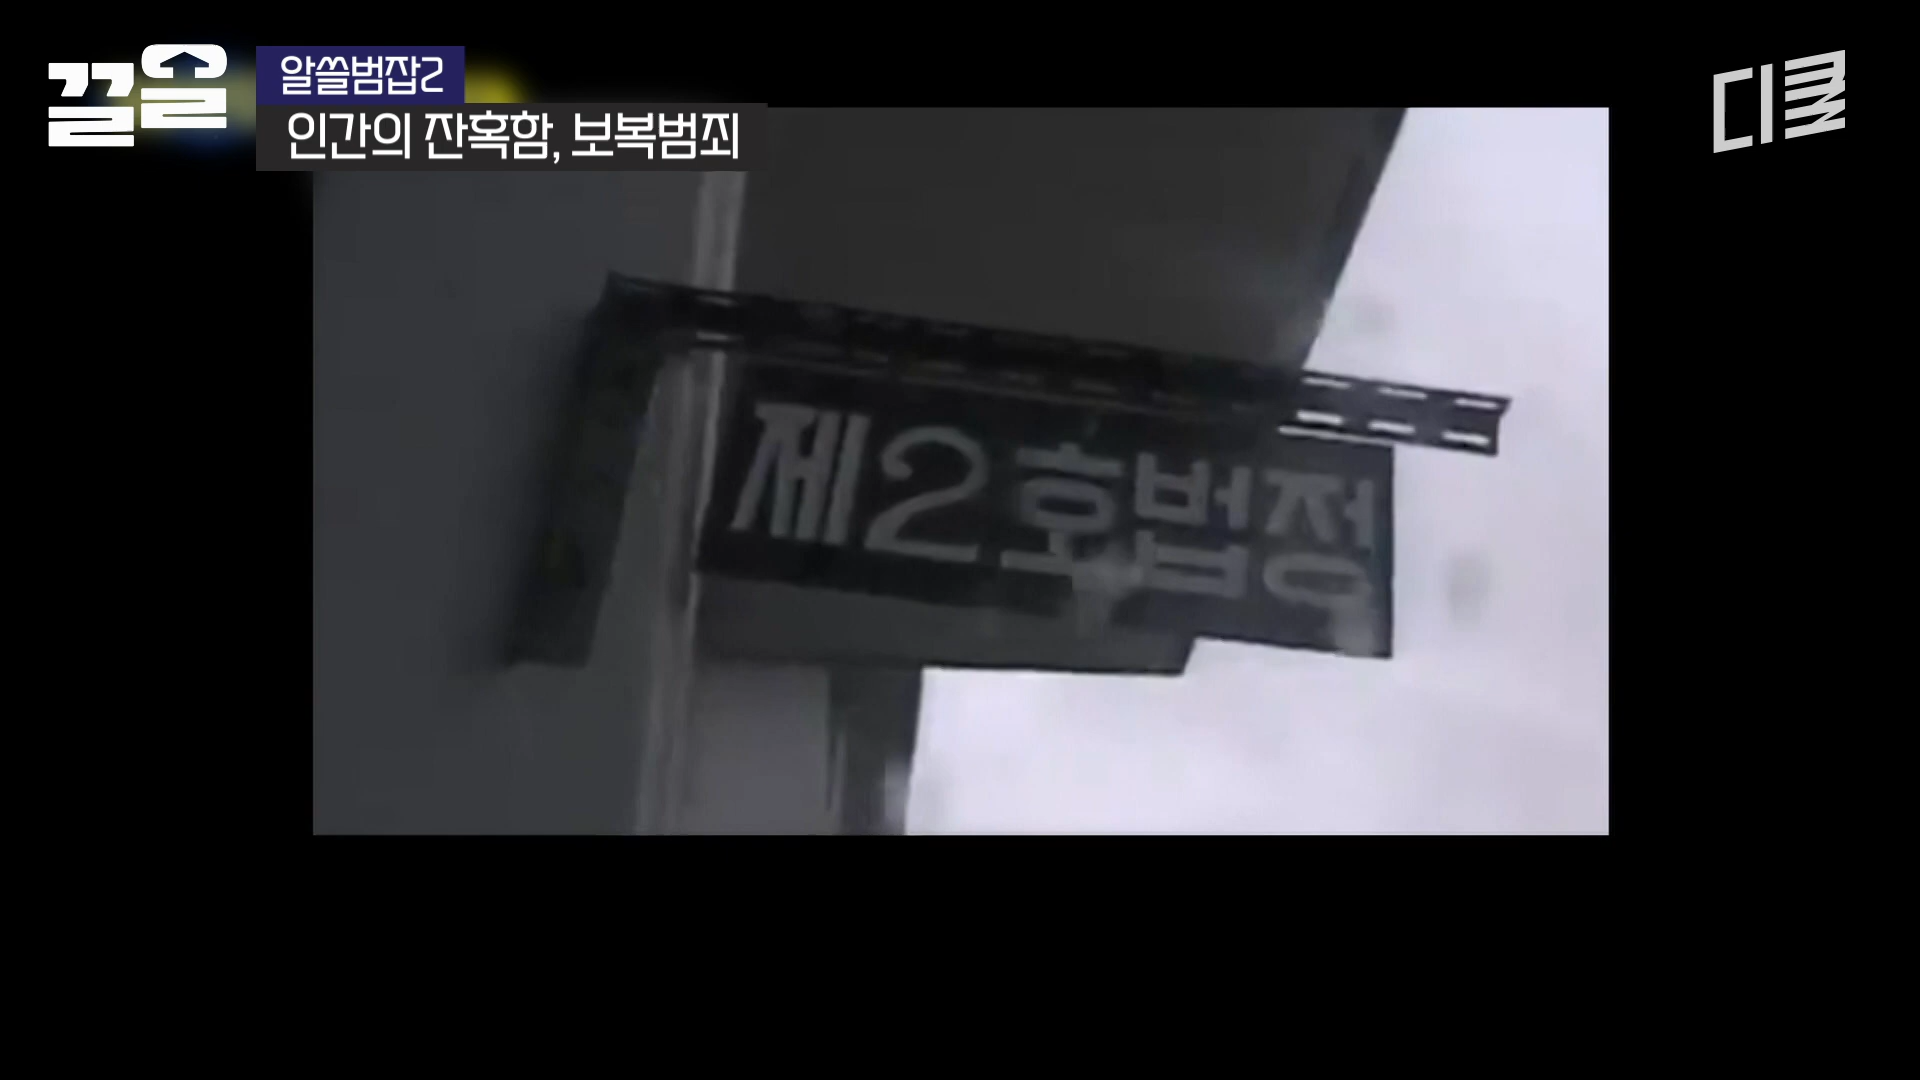 끌올
알쓸범잡2
인간의 잔혹함, 보복범죄
디클
제2호법정